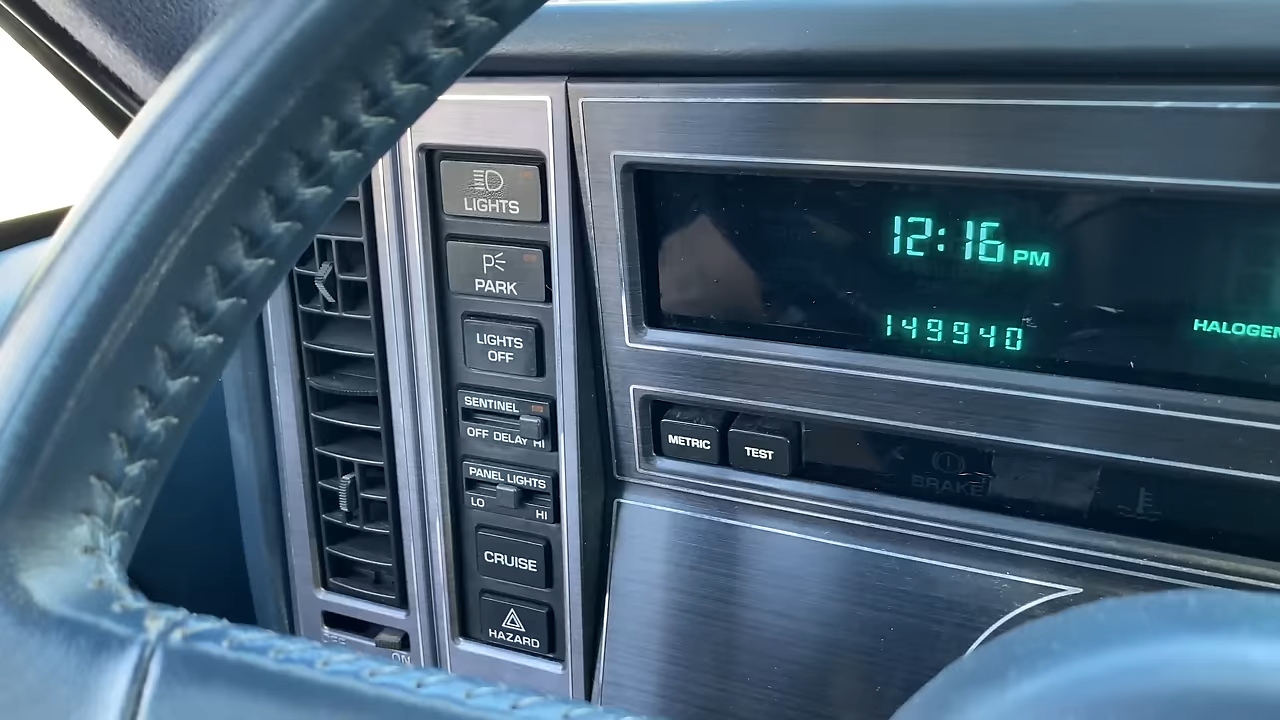 LIGHTS
PARK
LIGHTS
OFF
SENTINEL
OFF DELAY HI
PANEL LIGHTS
LO HI
CRUISE
HAZARD
ON
12:16 PM
149940
HALOGEN
METRIC
TEST
BRAKE